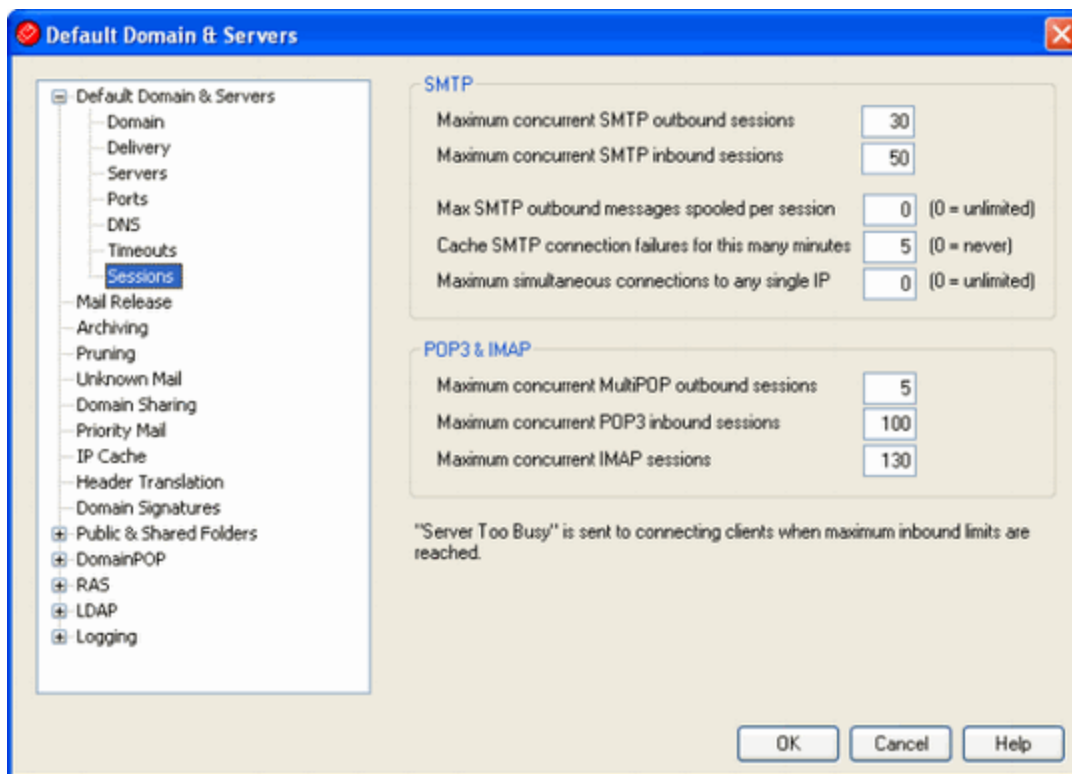 Default Domain & Servers
Default Domain & Servers
Domain
Delivery
Servers
Ports
DNS
Timeouts
Sessions
Mail Release
Archiving
Pruning
Unknown Mail
Domain Sharing
Priority Mail
IP Cache
Header Translation
Domain Signatures
Public & Shared Folders
DomainPOP
RAS
LDAP
Logging
SMTP
Maximum concurrent SMTP outbound sessions 30
Maximum concurrent SMTP inbound sessions 50
Max SMTP outbound messages spooled per session 0 (0 = unlimited)
Cache SMTP connection failures for this many minutes 5 (0 = never)
Maximum simultaneous connections to any single IP 0 (0 = unlimited)
POP3 & IMAP
Maximum concurrent MultiPOP outbound sessions 5
Maximum concurrent POP3 inbound sessions 100
Maximum concurrent IMAP sessions 130
"Server Too Busy" is sent to connecting clients when maximum inbound limits are
reached.
OK Cancel Help